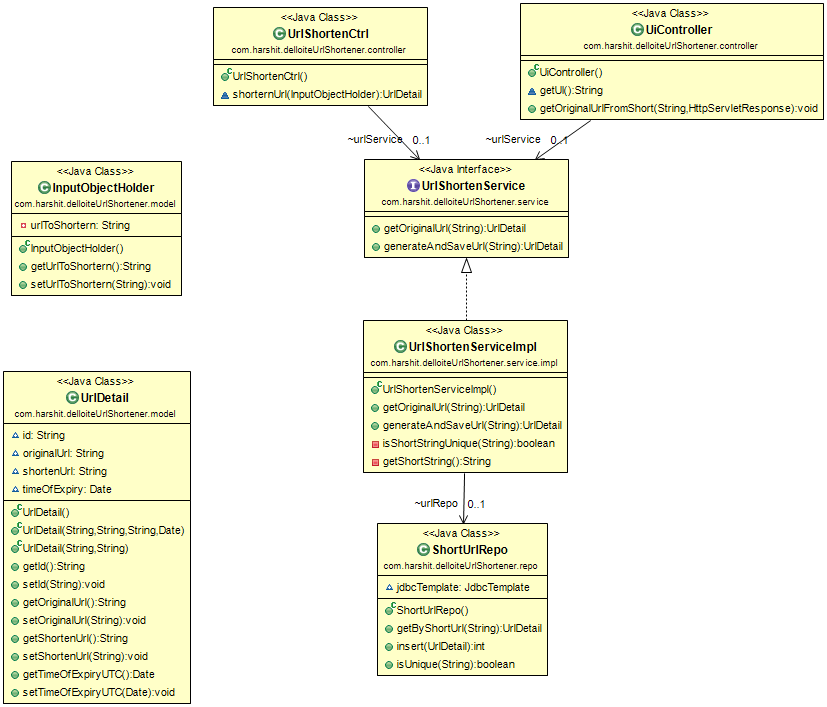 <<Java Class>>
UrlShortenCtrl
com.harshit.delloiteUrlShortener.controller
UrlShortenCtrl()
shorternUrl(InputObjectHolder):UrlDetail
<<Java Class>>
UiController
com.harshit.delloiteUrlShortener.controller
UiController()
getUI():String
getOriginalUrlFromShort(String,HttpServletResponse):void
~urlService 0..1
~urlService 0..1
<<Java Class>>
InputObjectHolder
com.harshit.delloiteUrlShortener.model
urlToShortern: String
InputObjectHolder()
getUrlToShortern():String
setUrlToShortern(String):void
<<Java Interface>>
UrlShortenService
com.harshit.delloiteUrlShortener.service
getOriginalUrl(String):UrlDetail
generateAndSaveUrl(String):UrlDetail
<<Java Class>>
UrlShortenServiceImpl
com.harshit.delloiteUrlShortener.service.impl
UrlShortenServiceImpl()
getOriginalUrl(String):UrlDetail
generateAndSaveUrl(String):UrlDetail
isShortStringUnique(String):boolean
getShortString():String
<<Java Class>>
UrlDetail
com.harshit.delloiteUrlShortener.model
id: String
originalUrl: String
shortenUrl: String
timeOfExpiry: Date
UrlDetail()
UrlDetail(String,String,String,Date)
UrlDetail(String,String)
getId():String
setId(String):void
getOriginalUrl():String
setOriginalUrl(String):void
getShortenUrl():String
setShortenUrl(String):void
getTimeOfExpiryUTC():Date
setTimeOfExpiryUTC(Date):void
~urlRepo 0..1
<<Java Class>>
ShortUrlRepo
com.harshit.delloiteUrlShortener.repo
jdbcTemplate: JdbcTemplate
ShortUrlRepo()
getByShortUrl(String):UrlDetail
insert(UrlDetail):int
isUnique(String):boolean